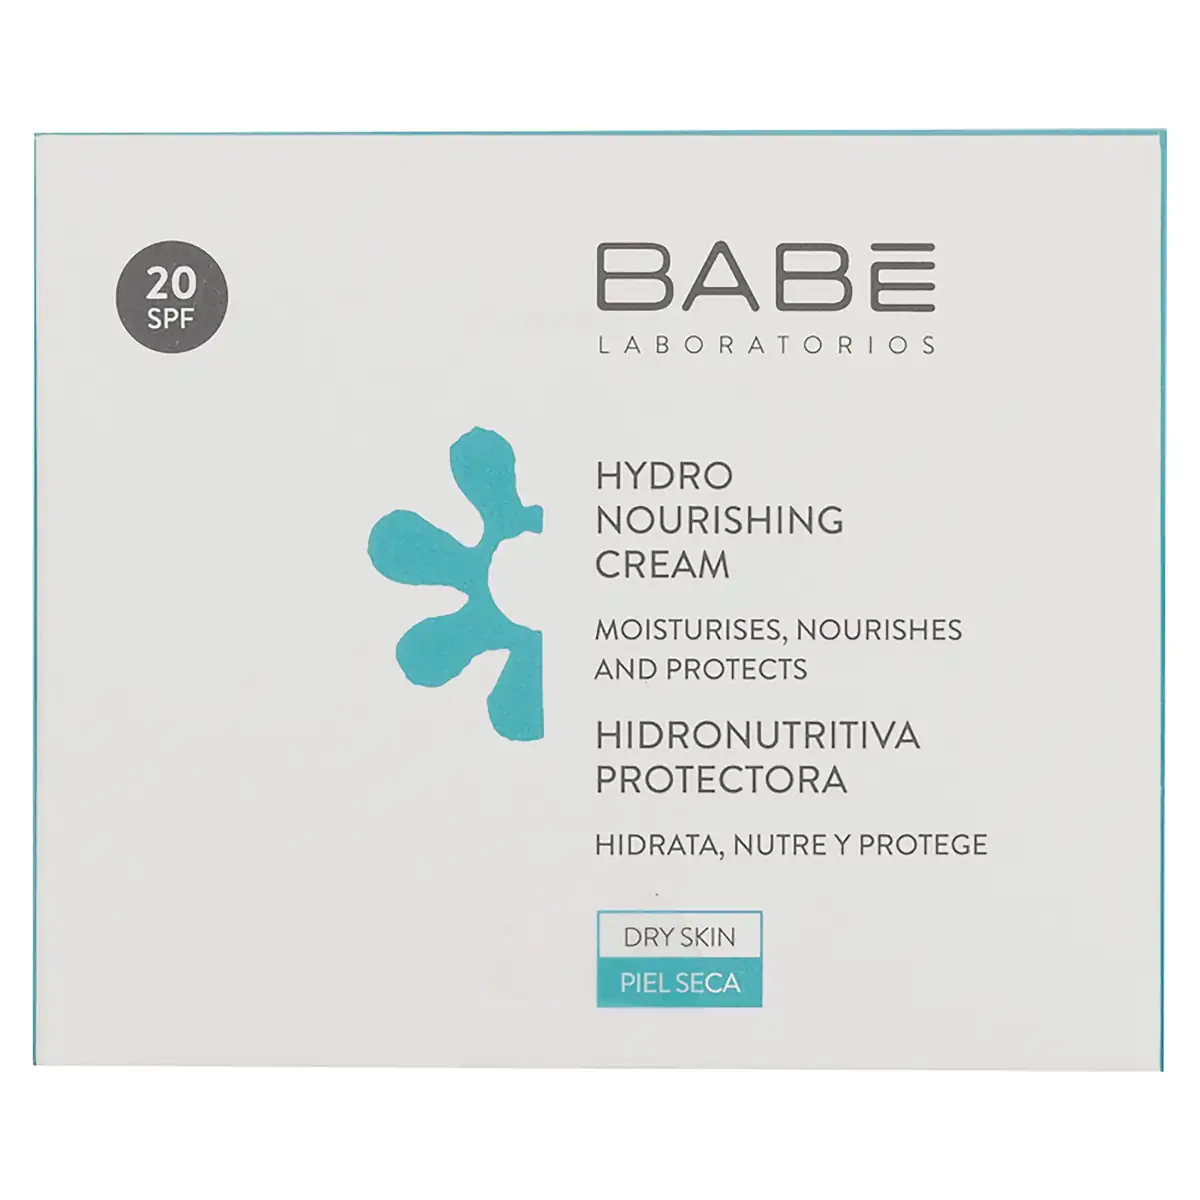 20
SPF
BABĒ
LABORATORIOS
HYDRO
NOURISHING
CREAM
MOISTURISES, NOURISHES
AND PROTECTS
HIDRONUTRITIVA
PROTECTORA
HIDRATA, NUTRE Y PROTEGE
DRY SKIN
PIEL SECA